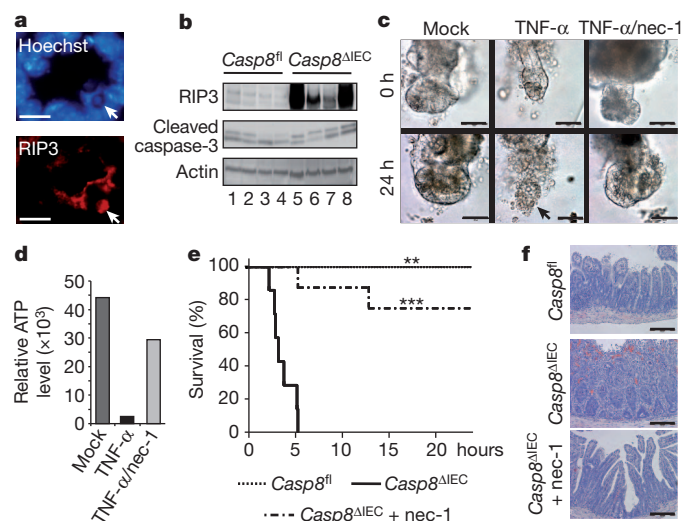 a
Hoechst
RIP3
b
Casp8fl Casp8ΔIEC
RIP3
Cleaved
caspase-3
Actin
1 2 3 4 5 6 7 8
c
Mock TNF-α TNF-α/nec-1
0 h
24 h
d
Relative ATP
level (×10³)
50
40
30
20
10
0
Mock
TNF-α
TNF-α/nec-1
e
Survival (%)
100
80
60
40
20
0
**
***
0 5 10 15 20 hours
Casp8fl Casp8ΔIEC
Casp8ΔIEC + nec-1
f
Casp8fl
Casp8ΔIEC
Casp8ΔIEC
+ nec-1